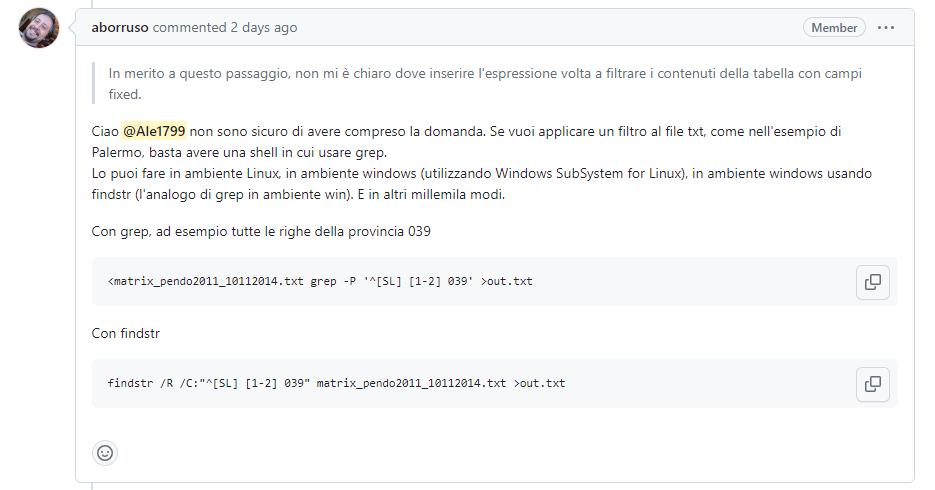 aborruso commented 2 days ago
Member
In merito a questo passaggio, non mi è chiaro dove inserire l'espressione volta a filtrare i contenuti della tabella con campi
fixed.
Ciao @Ale1799 non sono sicuro di avere compreso la domanda. Se vuoi applicare un filtro al file txt, come nell'esempio di
Palermo, basta avere una shell in cui usare grep.
Lo puoi fare in ambiente Linux, in ambiente windows (utilizzando Windows SubSystem for Linux), in ambiente windows usando
findstr (l'analogo di grep in ambiente win). E in altri millemila modi.
Con grep, ad esempio tutte le righe della provincia 039
<matrix_pendo2011_10112014.txt grep -P '^[SL] [1-2] 039' >out.txt
Con findstr
findstr /R /C:"^[SL] [1-2] 039" matrix_pendo2011_10112014.txt >out.txt